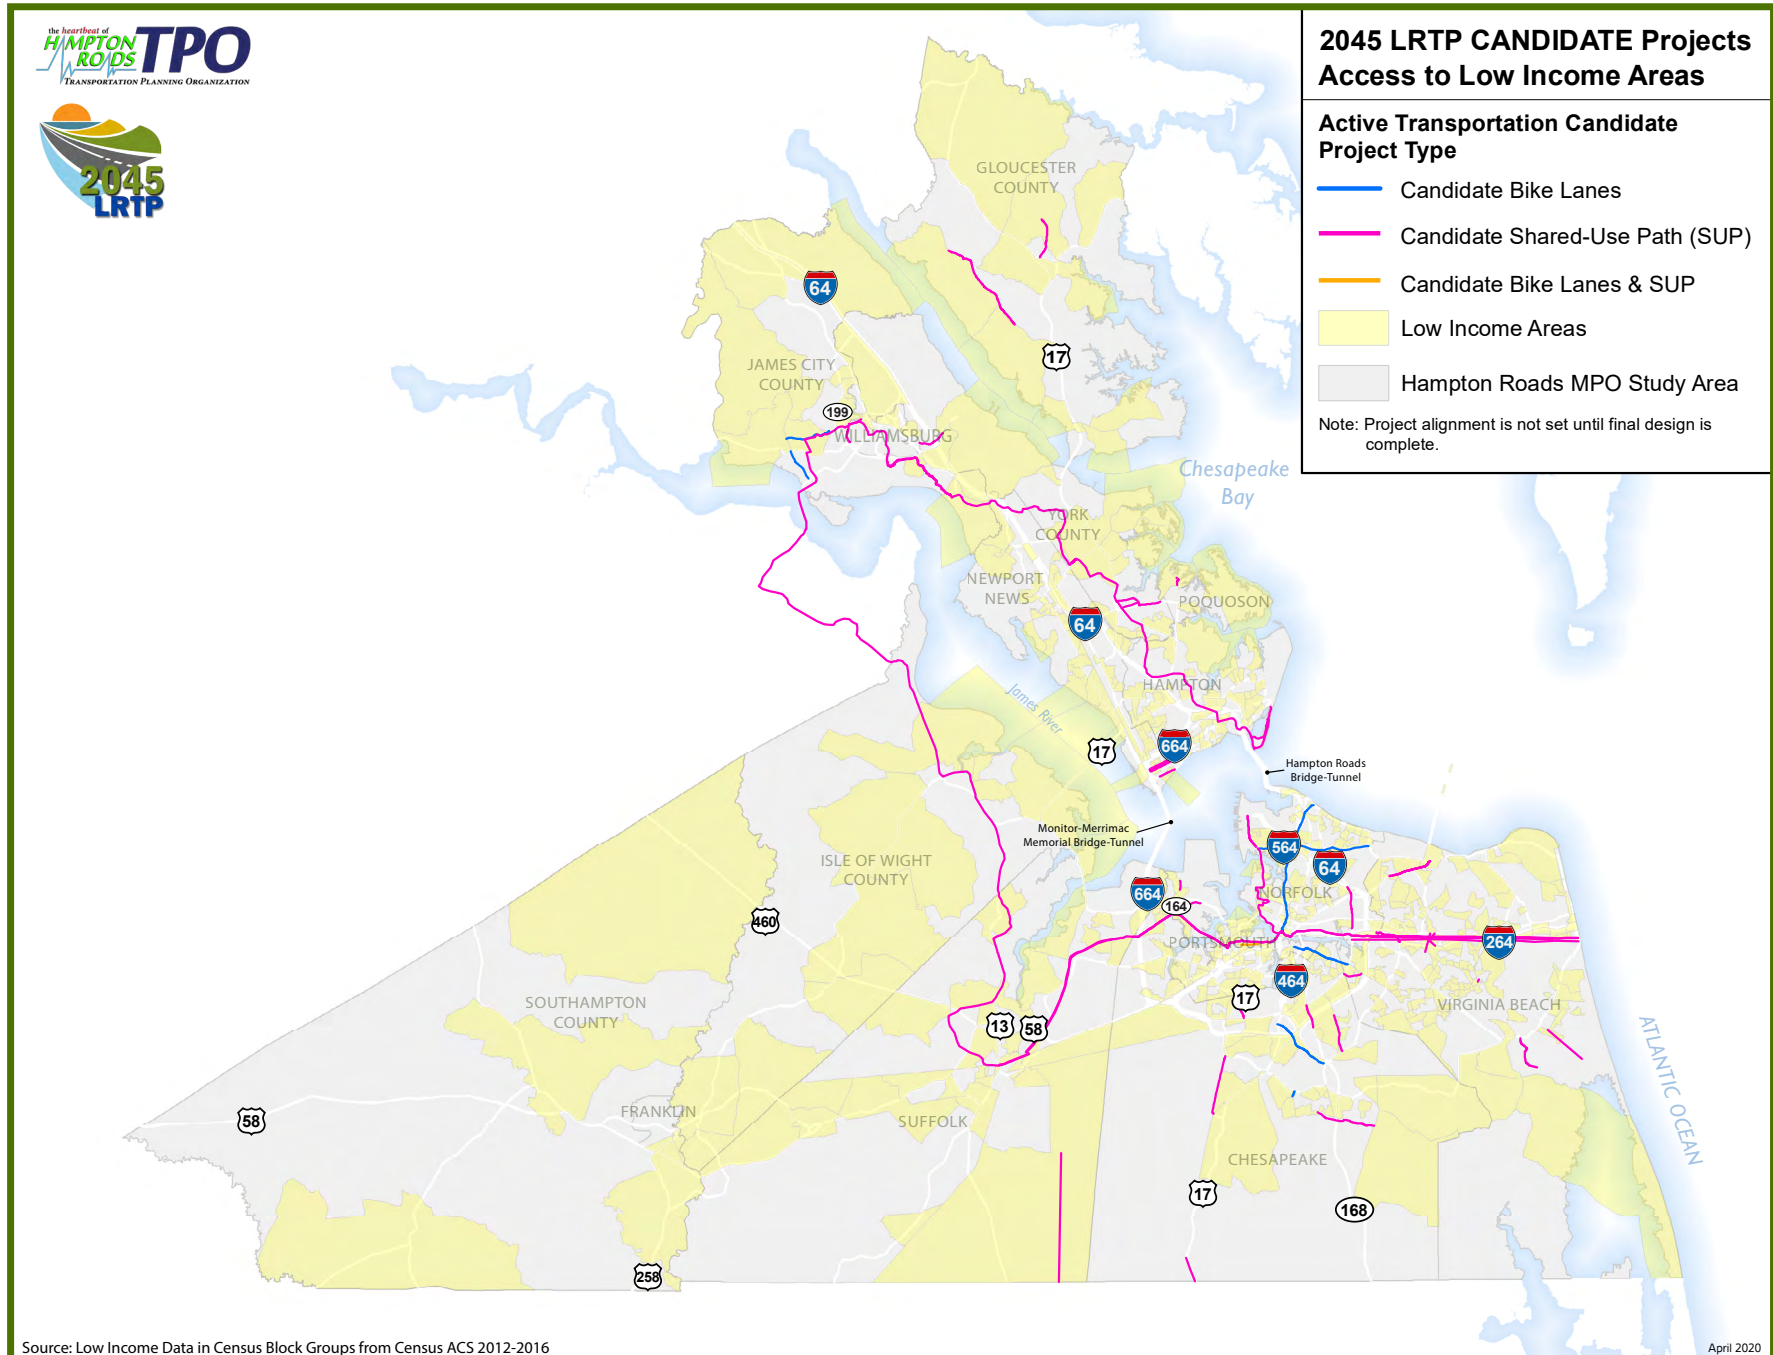 the heartbeat of
HAMPTON
ROADS
TPO
TRANSPORTATION PLANNING ORGANIZATION
2045
LRTP
2045 LRTP CANDIDATE Projects
Access to Low Income Areas
Active Transportation Candidate
Project Type
Candidate Bike Lanes
Candidate Shared-Use Path (SUP)
Candidate Bike Lanes & SUP
Low Income Areas
Hampton Roads MPO Study Area
Note: Project alignment is not set until final design is
complete.
GLOUCESTER
COUNTY
64
17
JAMES CITY
COUNTY
199
WILLIAMSBURG
Chesapeake
Bay
YORK
COUNTY
NEWPORT
NEWS
POQUOSON
64
HAMPTON
James River
17
664
Hampton Roads
Bridge-Tunnel
Monitor-Merrimac
Memorial Bridge-Tunnel
564
64
ISLE OF WIGHT
COUNTY
664
NORFOLK
164
460
PORTSMOUTH
264
464
17
SOUTHAMPTON
COUNTY
VIRGINIA BEACH
13
58
ATLANTIC OCEAN
58
FRANKLIN
SUFFOLK
CHESAPEAKE
17
168
258
Source: Low Income Data in Census Block Groups from Census ACS 2012-2016
April 2020